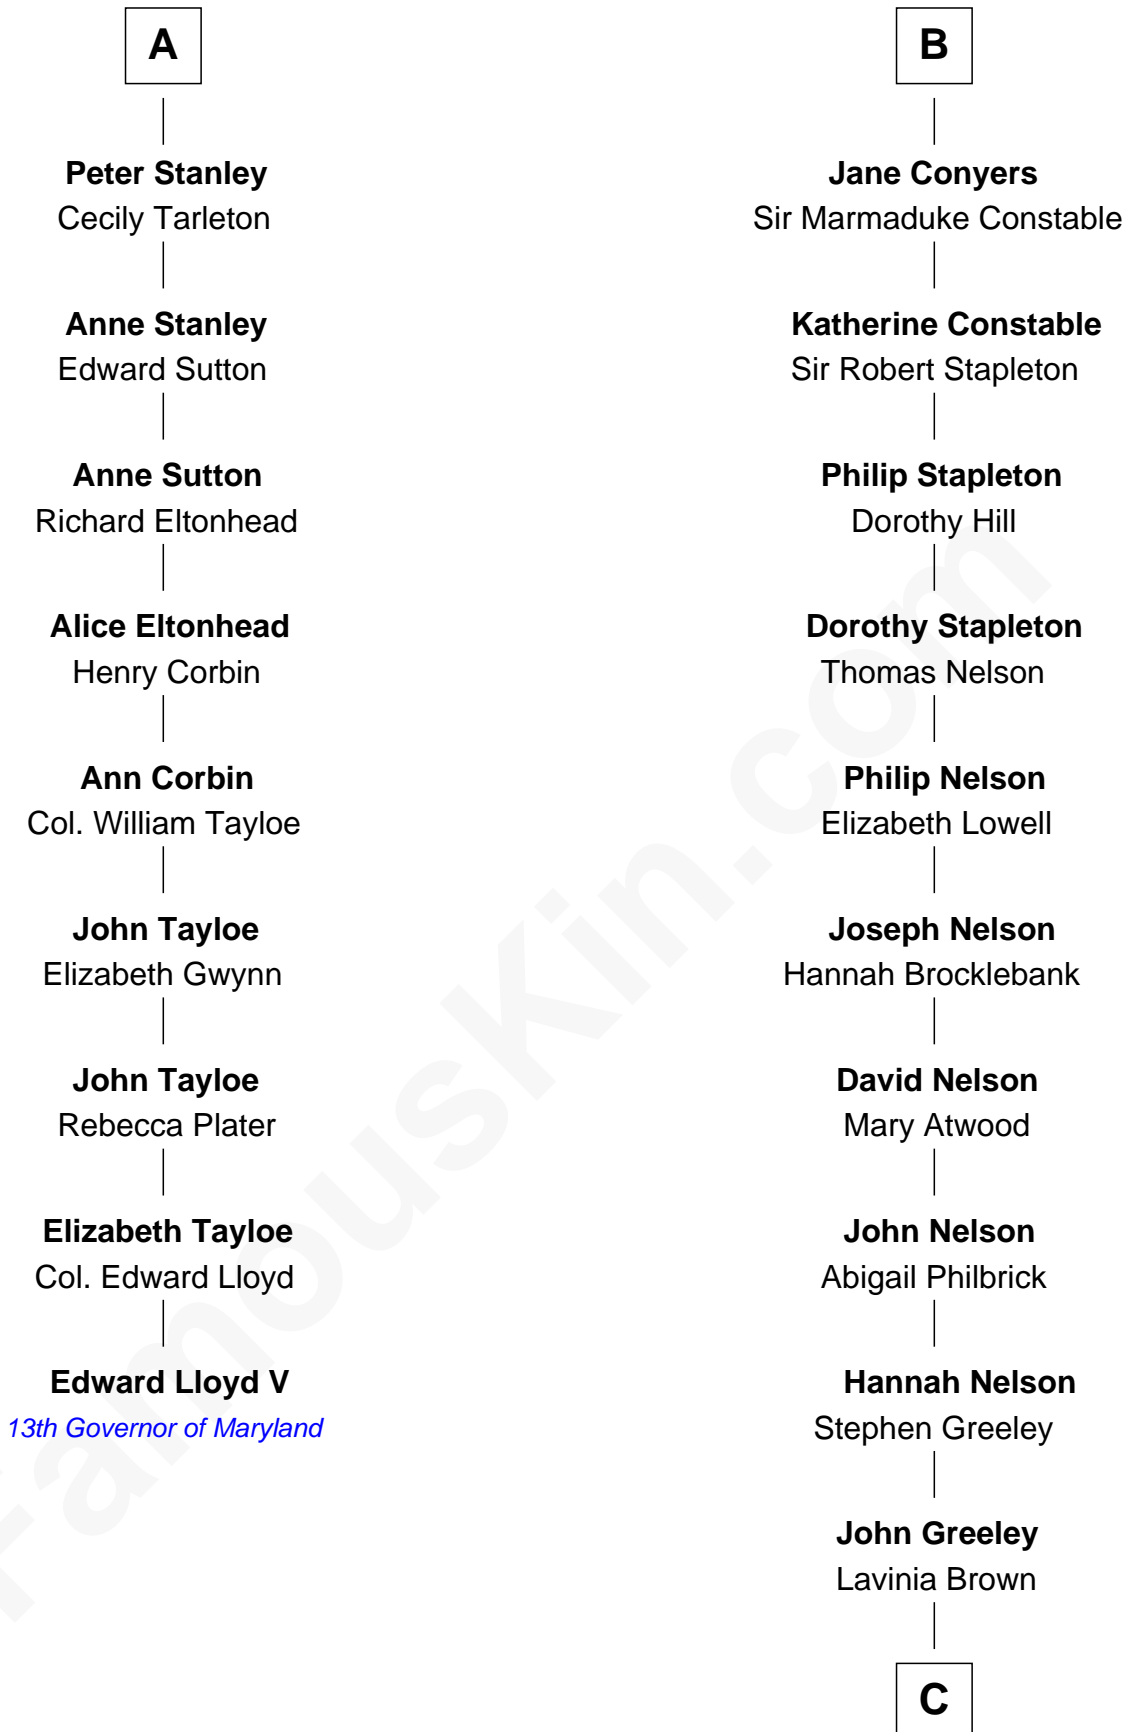 A
Peter Stanley
Cecily Tarleton
Anne Stanley
Edward Sutton
Anne Sutton
Richard Eltonhead
Alice Eltonhead
Henry Corbin
Ann Corbin
Col. William Tayloe
John Tayloe
Elizabeth Gwynn
John Tayloe
Rebecca Plater
Elizabeth Tayloe
Col. Edward Lloyd
Edward Lloyd V
13th Governor of Maryland
B
Jane Conyers
Sir Marmaduke Constable
Katherine Constable
Sir Robert Stapleton
Philip Stapleton
Dorothy Hill
Dorothy Stapleton
Thomas Nelson
Philip Nelson
Elizabeth Lowell
Joseph Nelson
Hannah Brocklebank
David Nelson
Mary Atwood
John Nelson
Abigail Philbrick
Hannah Nelson
Stephen Greeley
John Greeley
Lavinia Brown
C
FamousKin.com